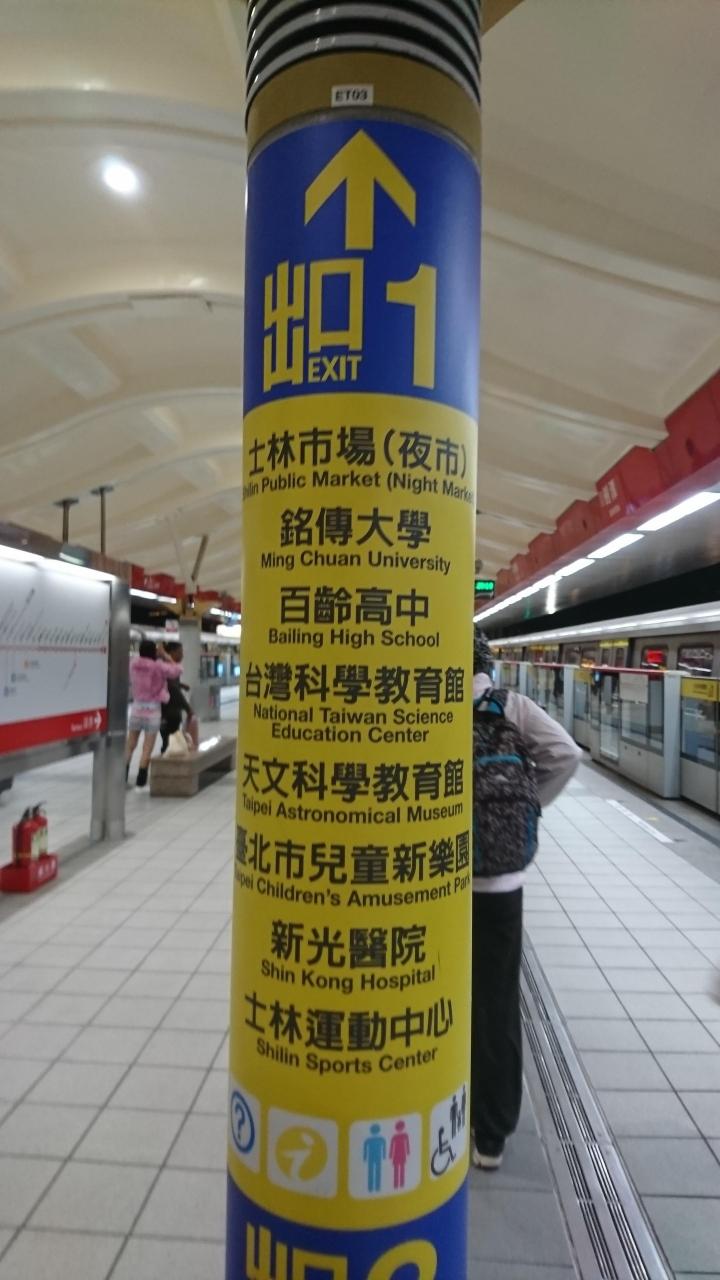 ET03
出口 1
EXIT
士林市場(夜市)
Shilin Public Market (Night Market
銘傳大學
Ming Chuan University
百齡高中
Bailing High School
台灣科學教育館
National Taiwan Science
Education Center
天文科學教育館
Taipei Astronomical Museum
臺北市兒童新樂園
Taipei Children's Amusement Park
新光醫院
Shin Kong Hospital
士林運動中心
Shilin Sports Center
?
i
出口 2